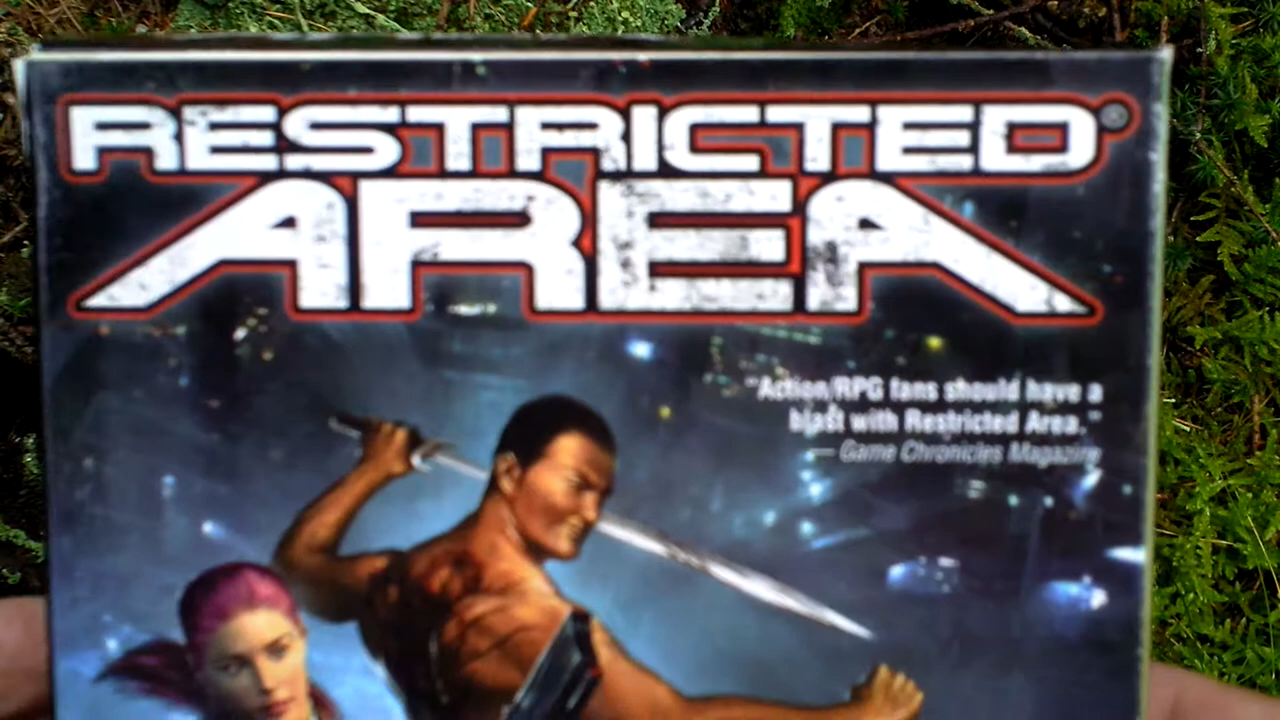 RESTRICTED®
AREA
"Action/RPG fans should have a
blast with Restricted Area."
— Game Chronicles Magazine